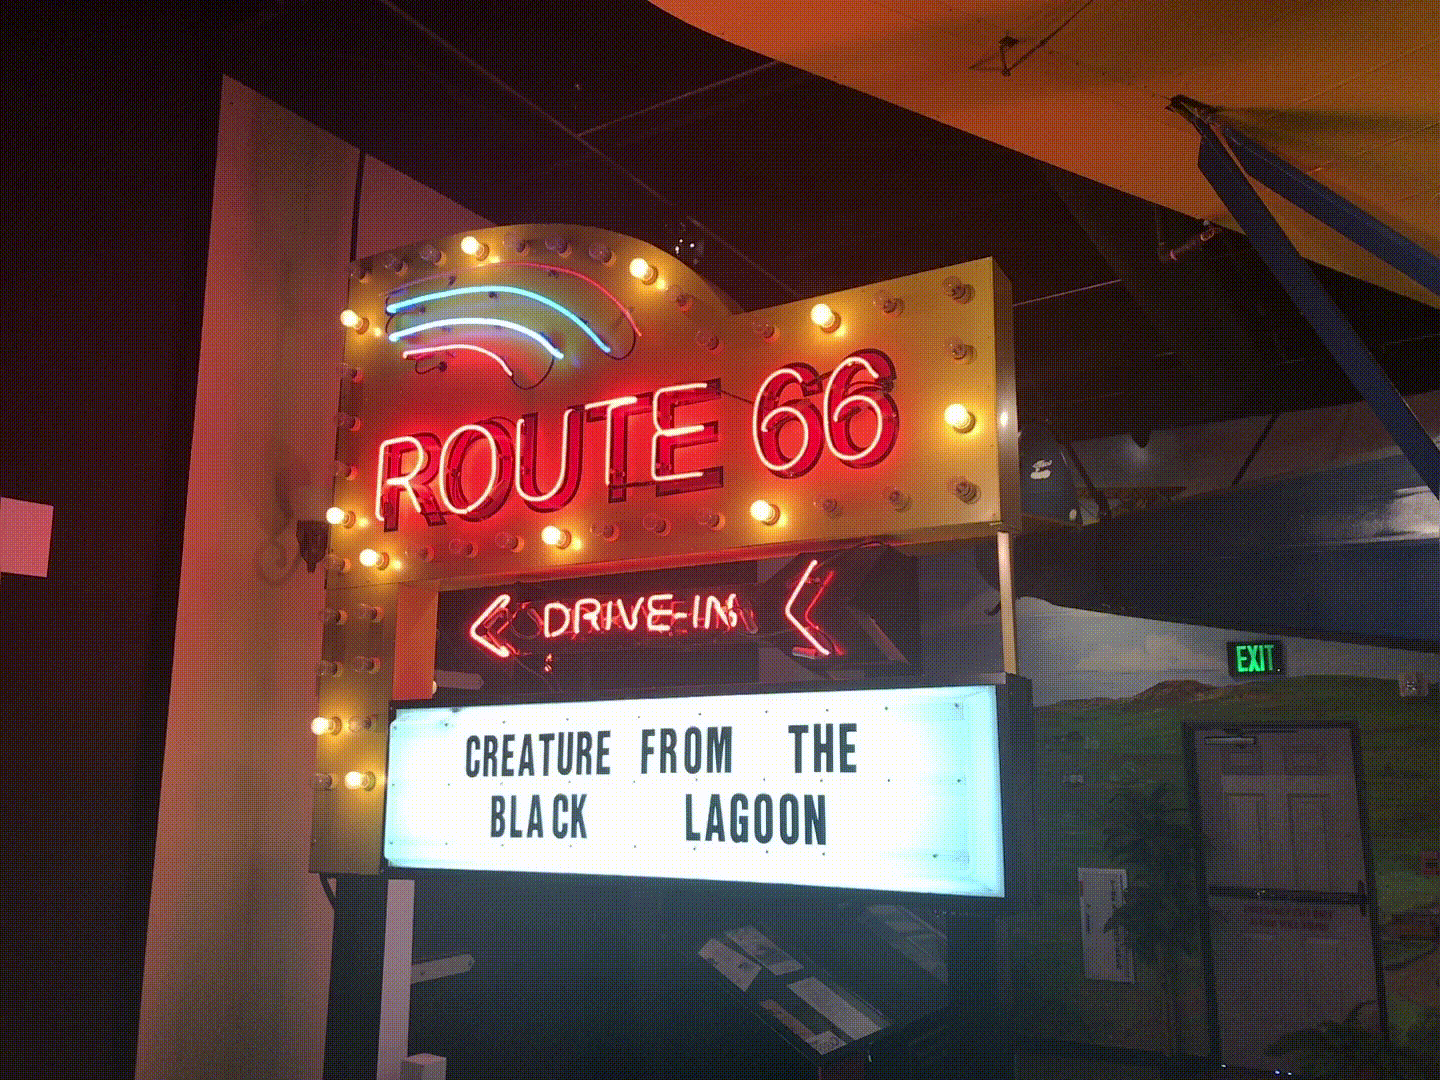 ROUTE 66
DRIVE-IN
CREATURE FROM THE
BLACK LAGOON
EXIT